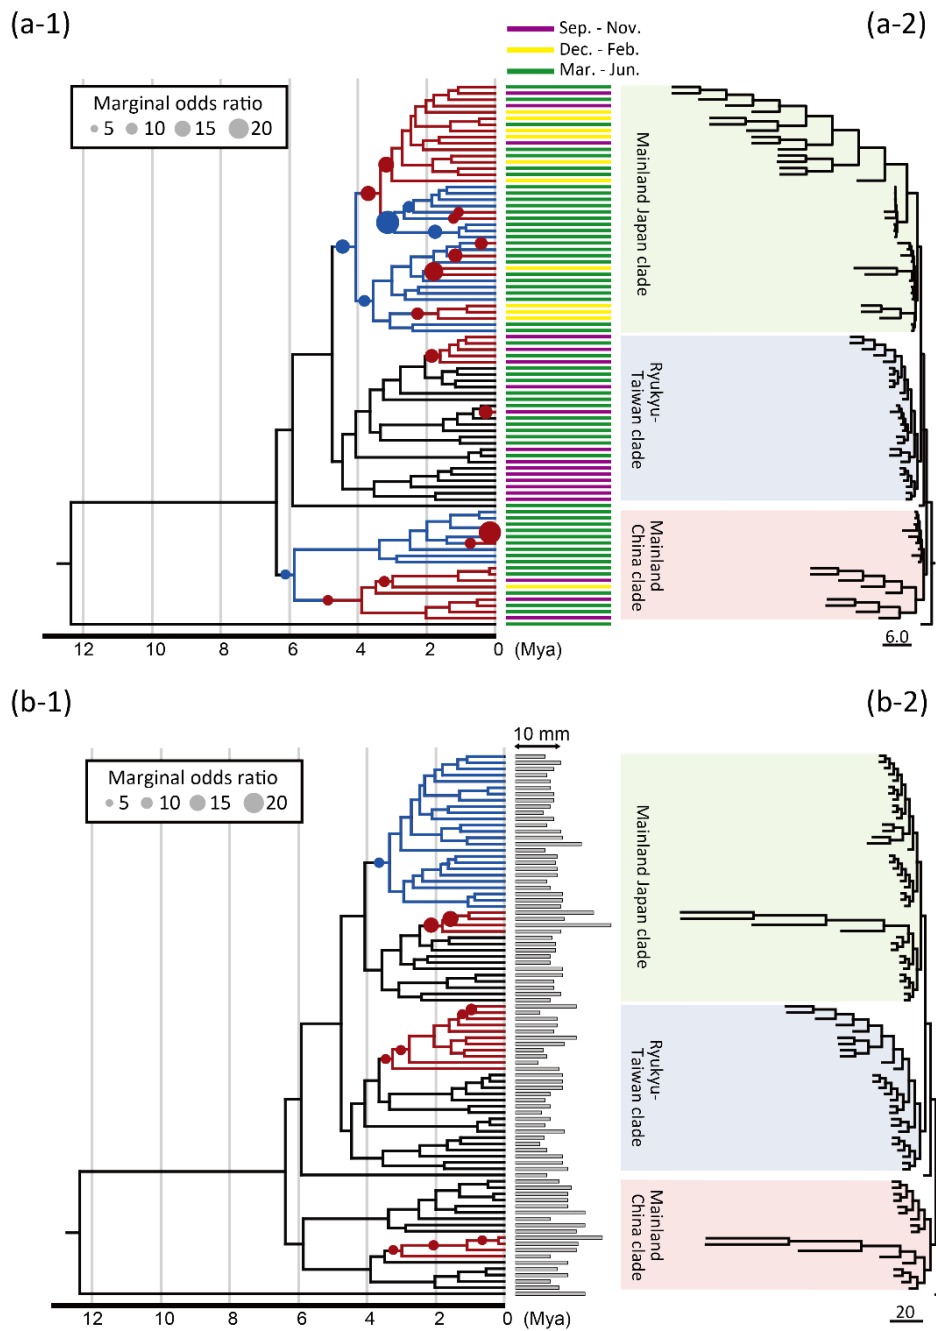 (a-1)
Sep. - Nov.
Dec. - Feb.
Mar. - Jun.
(a-2)
Marginal odds ratio
5 10 15 20
Mainland Japan clade
Ryukyu-
Taiwan clade
Mainland
China clade
12 10 8 6 4 2 0 (Mya)
6.0
(b-1)
(b-2)
10 mm
Marginal odds ratio
5 10 15 20
Mainland Japan clade
Ryukyu-
Taiwan clade
Mainland
China clade
12 10 8 6 4 2 0 (Mya)
20